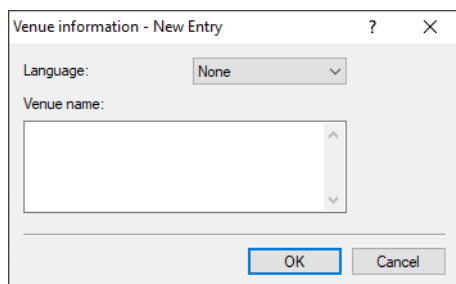 Venue information - New Entry
Language: None
Venue name:
OK Cancel